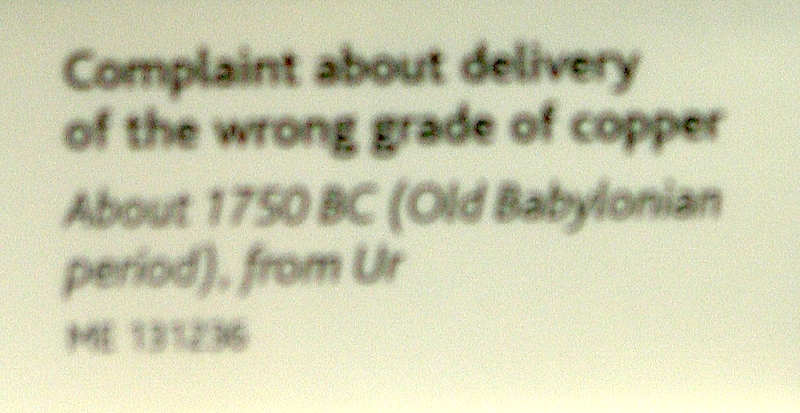 Complaint about delivery
of the wrong grade of copper
About 1750 BC (Old Babylonian
period), from Ur
ME 131236